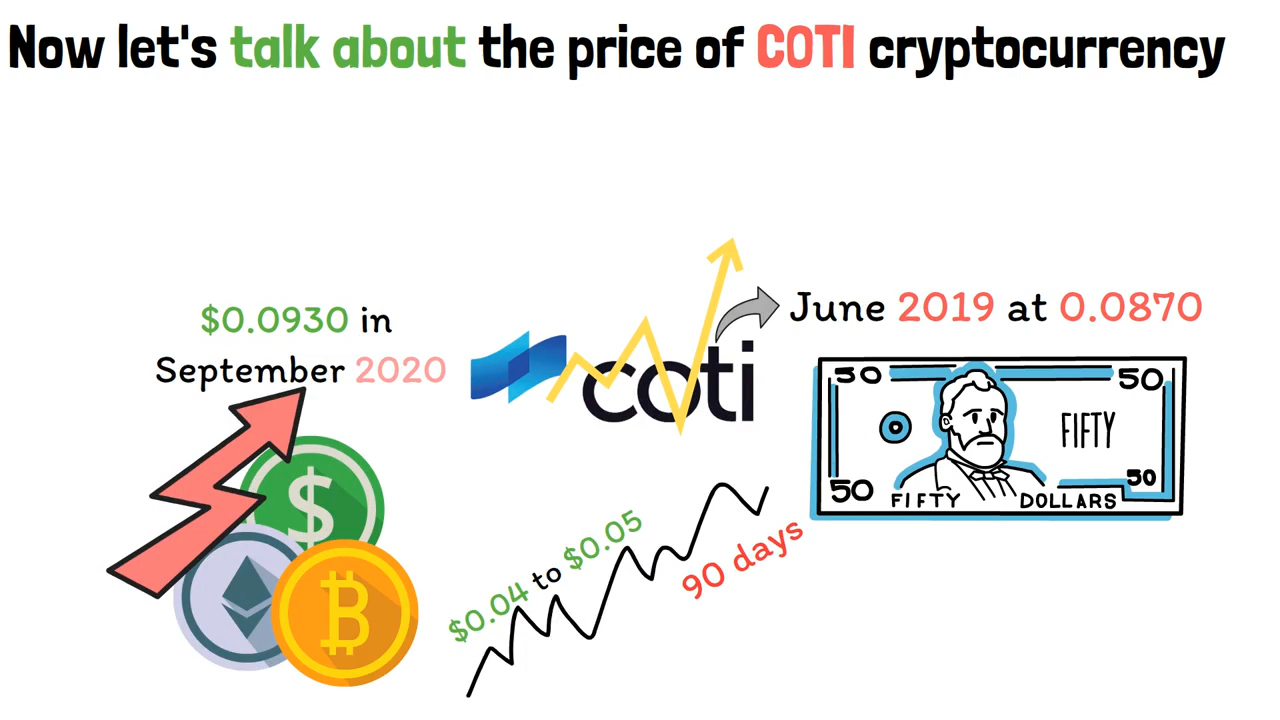 Now let's talk about the price of COTI cryptocurrency
$0.0930 in
September 2020
coti
June 2019 at 0.0870
50 50
FIFTY
50 50
FIFTY DOLLARS
$0.04 to $0.05
90 days
$
B